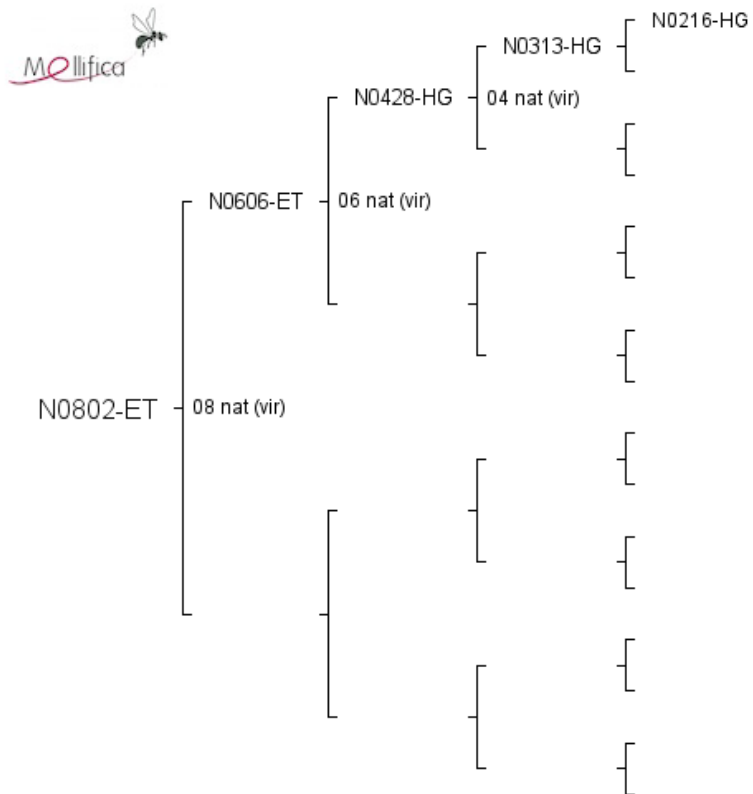 Mellifica
N0216-HG
N0313-HG
N0428-HG
04 nat (vir)
N0606-ET
06 nat (vir)
N0802-ET
08 nat (vir)